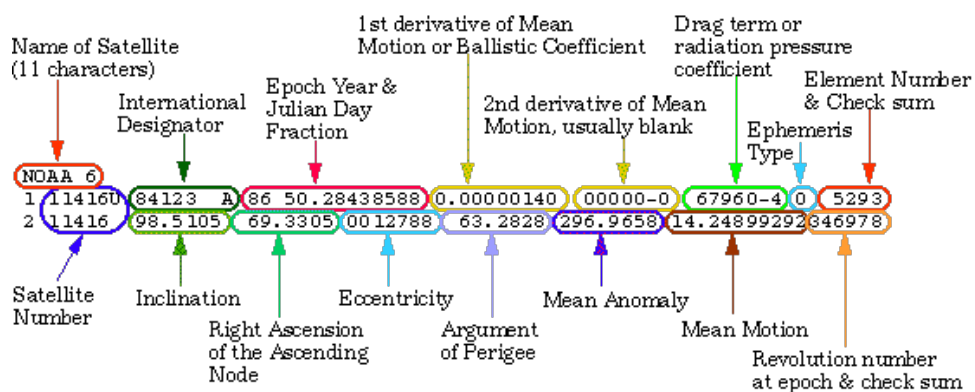 Name of Satellite
(11 characters)
International
Designator
Epoch Year &
Julian Day
Fraction
1st derivative of Mean
Motion or Ballistic Coefficient
2nd derivative of Mean
Motion, usually blank
Drag term or
radiation pressure
coefficient
Ephemeris
Type
Element Number
& Check sum
NOAA 6
1 11416U 84123 A 86 50.28438588 0.00000140 00000-0 67960-4 0 5293
2 11416 98.5105 69.3305 0012788 63.2828 296.9658 14.24899292 346978
Satellite
Number
Inclination
Right Ascension
of the Ascending
Node
Eccentricity
Argument
of Perigee
Mean Anomaly
Mean Motion
Revolution number
at epoch & check sum